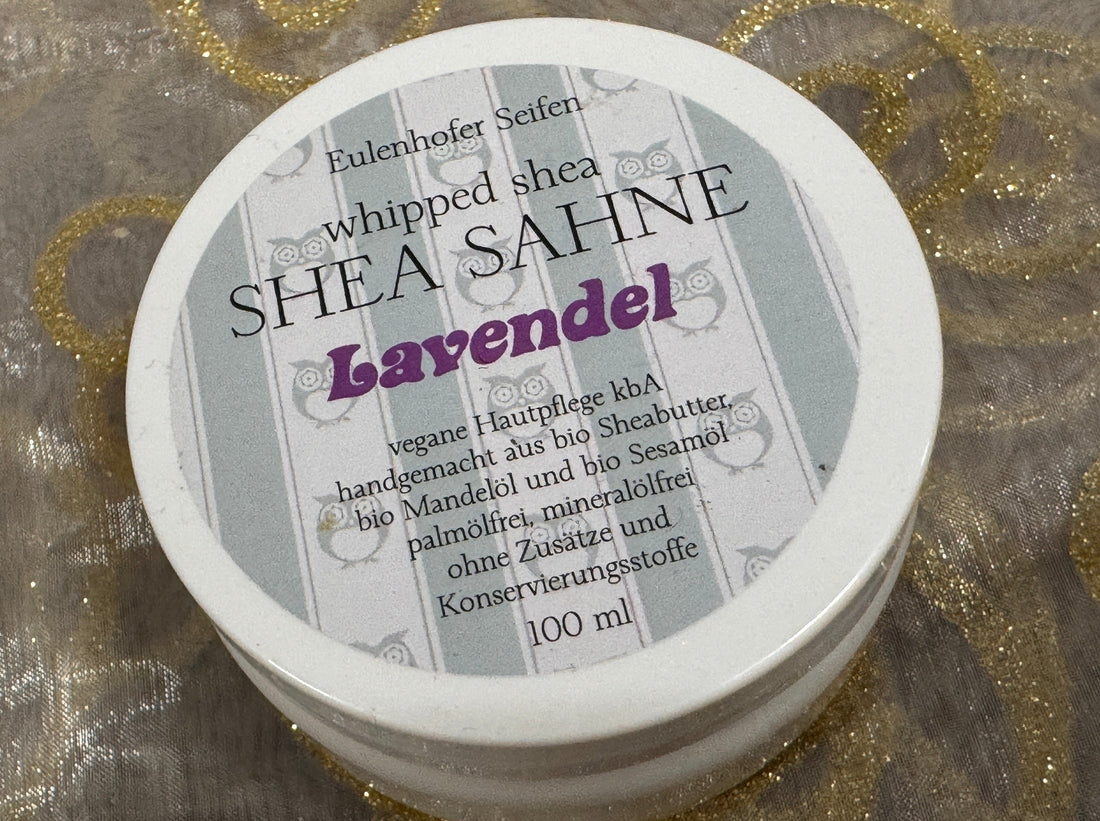 Eulenhofer Seifen
whipped shea
SHEA SAHNE
Lavendel
vegane Hautpflege kbA
handgemacht aus bio Sheabutter,
bio Mandelöl und bio Sesamöl
palmölfrei, mineralölfrei
ohne Zusätze und
Konservierungsstoffe
100 ml